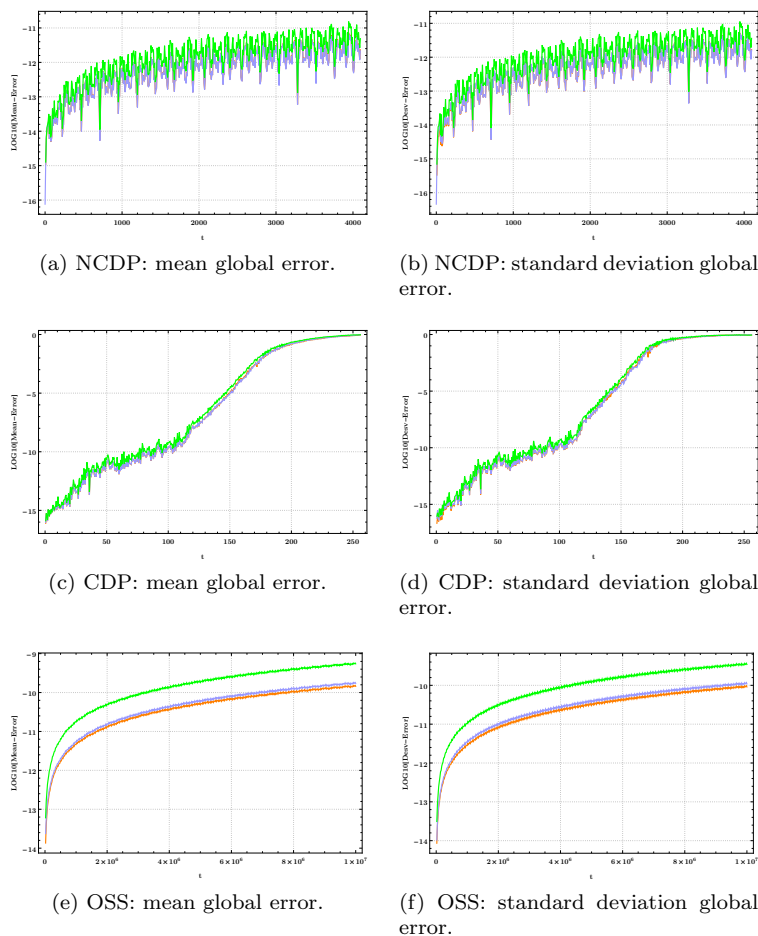 LOG10[Mean-Error]
-11
-12
-13
-14
-15
-16
0 1000 2000 3000 4000
t
(a) NCDP: mean global error.
LOG10[Desv-Error]
-11
-12
-13
-14
-15
-16
0 1000 2000 3000 4000
t
(b) NCDP: standard deviation global
error.
LOG10[Mean-Error]
0
-5
-10
-15
0 50 100 150 200 250
t
(c) CDP: mean global error.
LOG10[Desv-Error]
0
-5
-10
-15
0 50 100 150 200 250
t
(d) CDP: standard deviation global
error.
LOG10[Mean-Error]
-9
-10
-11
-12
-13
-14
0 2×10⁶ 4×10⁶ 6×10⁶ 8×10⁶ 1×10⁷
t
(e) OSS: mean global error.
LOG10[Desv-Error]
-10
-11
-12
-13
-14
0 2×10⁶ 4×10⁶ 6×10⁶ 8×10⁶ 1×10⁷
t
(f) OSS: standard deviation global
error.